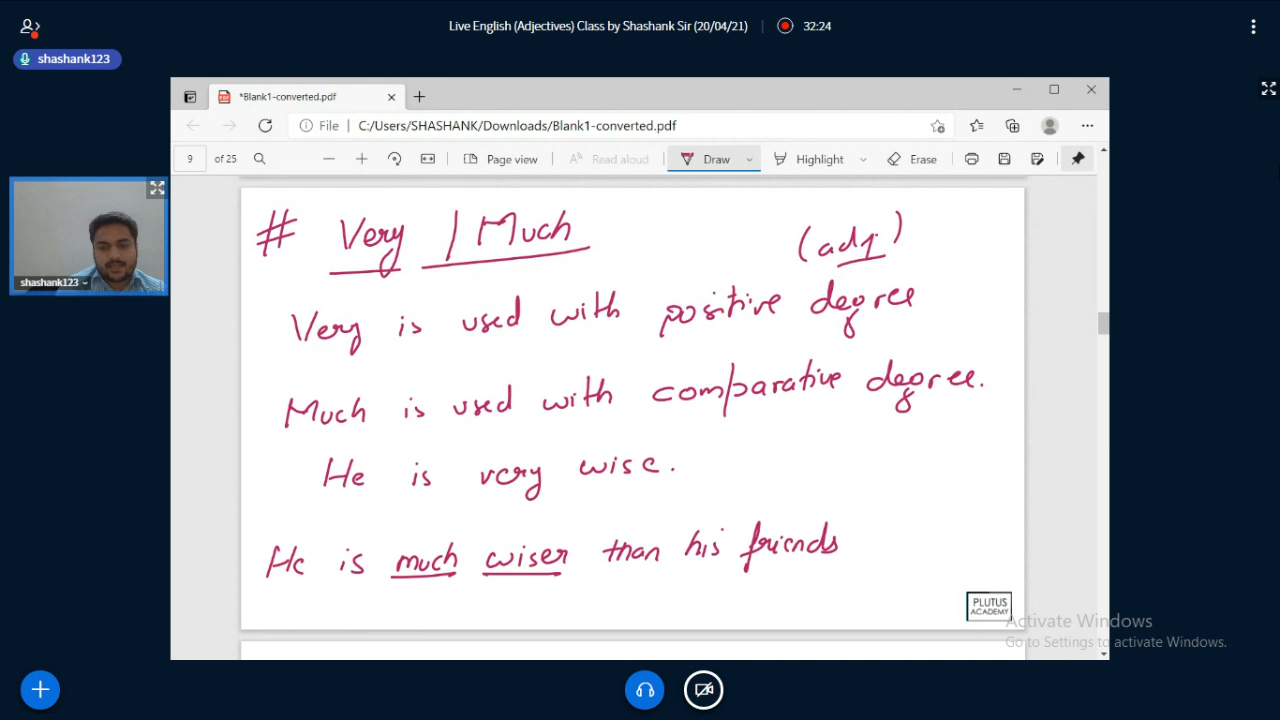 Live English (Adjectives) Class by Shashank Sir (20/04/21)
32:24
shashank123
*Blank1-converted.pdf
File
C:/Users/SHASHANK/Downloads/Blank1-converted.pdf
9
of 25
Page view
Read aloud
Draw
Highlight
Erase
shashank123
# Very / Much (adj.)
Very is used with positive degree
Much is used with comparative degree.
He is very wise.
He is much wiser than his friends
PLUTUS
ACADEMY
Activate Windows
Go to Settings to activate Windows.